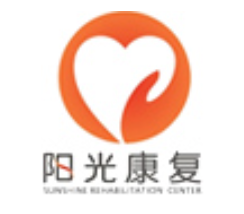 阳光康复
SUNSHINE REHABILITATION CENTER